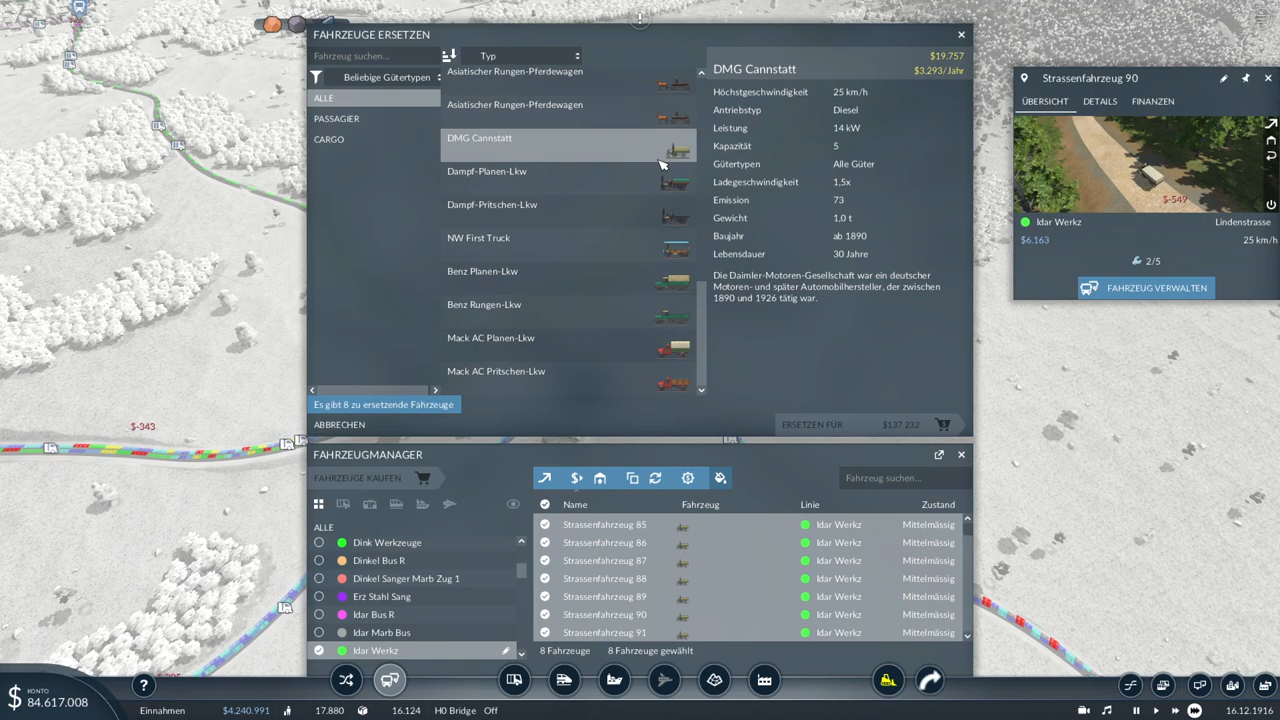 FAHRZEUGE ERSETZEN
Fahrzeug suchen...
Typ
Beliebige Gütertypen
ALLE
PASSAGIER
CARGO
Asiatischer Rungen-Pferdewagen
Asiatischer Rungen-Pferdewagen
DMG Cannstatt
Dampf-Planen-Lkw
Dampf-Pritschen-Lkw
NW First Truck
Benz Planen-Lkw
Benz Rungen-Lkw
Mack AC Planen-Lkw
Mack AC Pritschen-Lkw
$19.757
DMG Cannstatt
$3.293/Jahr
Höchstgeschwindigkeit 25 km/h
Antriebstyp Diesel
Leistung 14 kW
Kapazität 5
Gütertypen Alle Güter
Ladegeschwindigkeit 1,5x
Emission 73
Gewicht 1,0 t
Baujahr ab 1890
Lebensdauer 30 Jahre
Die Daimler-Motoren-Gesellschaft war ein deutscher
Motoren- und später Automobilhersteller, der zwischen
1890 und 1926 tätig war.
Es gibt 8 zu ersetzende Fahrzeuge
ABBRECHEN
ERSETZEN FÜR $137.232
Strassenfahrzeug 90
ÜBERSICHT DETAILS FINANZEN
$-549
Idar Werkz Lindenstrasse
$6.163 25 km/h
2/5
FAHRZEUG VERWALTEN
$-343
FAHRZEUGMANAGER
FAHRZEUGE KAUFEN
Fahrzeug suchen...
ALLE
Dink Werkzeuge
Dinkel Bus R
Dinkel Sanger Marb Zug 1
Erz Stahl Sang
Idar Bus R
Idar Marb Bus
Idar Werkz
Name Fahrzeug Linie Zustand
Strassenfahrzeug 85 Idar Werkz Mittelmässig
Strassenfahrzeug 86 Idar Werkz Mittelmässig
Strassenfahrzeug 87 Idar Werkz Mittelmässig
Strassenfahrzeug 88 Idar Werkz Mittelmässig
Strassenfahrzeug 89 Idar Werkz Mittelmässig
Strassenfahrzeug 90 Idar Werkz Mittelmässig
Strassenfahrzeug 91 Idar Werkz Mittelmässig
8 Fahrzeuge 8 Fahrzeuge gewählt
$ KONTO
84.617.008
?
Einnahmen $4.240.991 17.880 16.124 H0 Bridge Off
16.12.1916